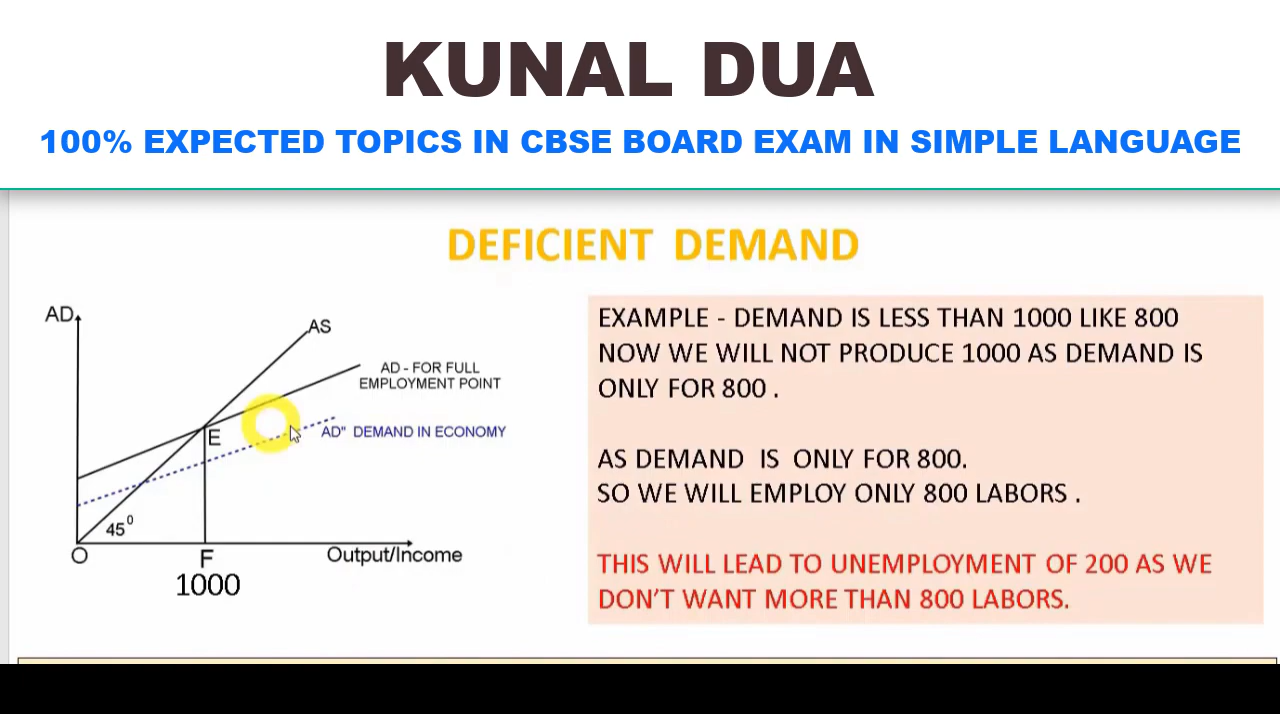 KUNAL DUA
100% EXPECTED TOPICS IN CBSE BOARD EXAM IN SIMPLE LANGUAGE
DEFICIENT DEMAND
AD
AS
AD - FOR FULL
EMPLOYMENT POINT
E
AD" DEMAND IN ECONOMY
45⁰
O
F
Output/Income
1000
EXAMPLE - DEMAND IS LESS THAN 1000 LIKE 800
NOW WE WILL NOT PRODUCE 1000 AS DEMAND IS
ONLY FOR 800 .
AS DEMAND IS ONLY FOR 800.
SO WE WILL EMPLOY ONLY 800 LABORS .
THIS WILL LEAD TO UNEMPLOYMENT OF 200 AS WE
DON'T WANT MORE THAN 800 LABORS.